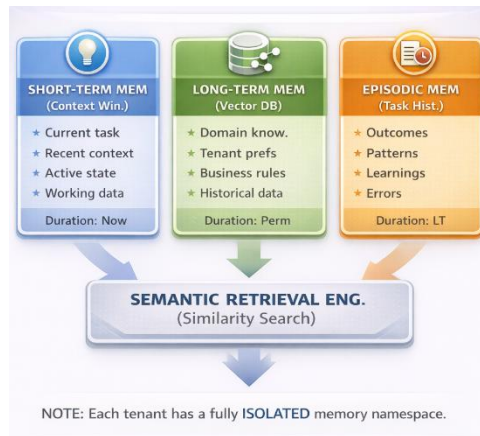 SHORT-TERM MEM
(Context Win.)
★ Current task
★ Recent context
★ Active state
★ Working data
Duration: Now
LONG-TERM MEM
(Vector DB)
★ Domain know.
★ Tenant prefs
★ Business rules
★ Historical data
Duration: Perm
EPISODIC MEM
(Task Hist.)
★ Outcomes
★ Patterns
★ Learnings
★ Errors
Duration: LT
SEMANTIC RETRIEVAL ENG.
(Similarity Search)
NOTE: Each tenant has a fully ISOLATED memory namespace.